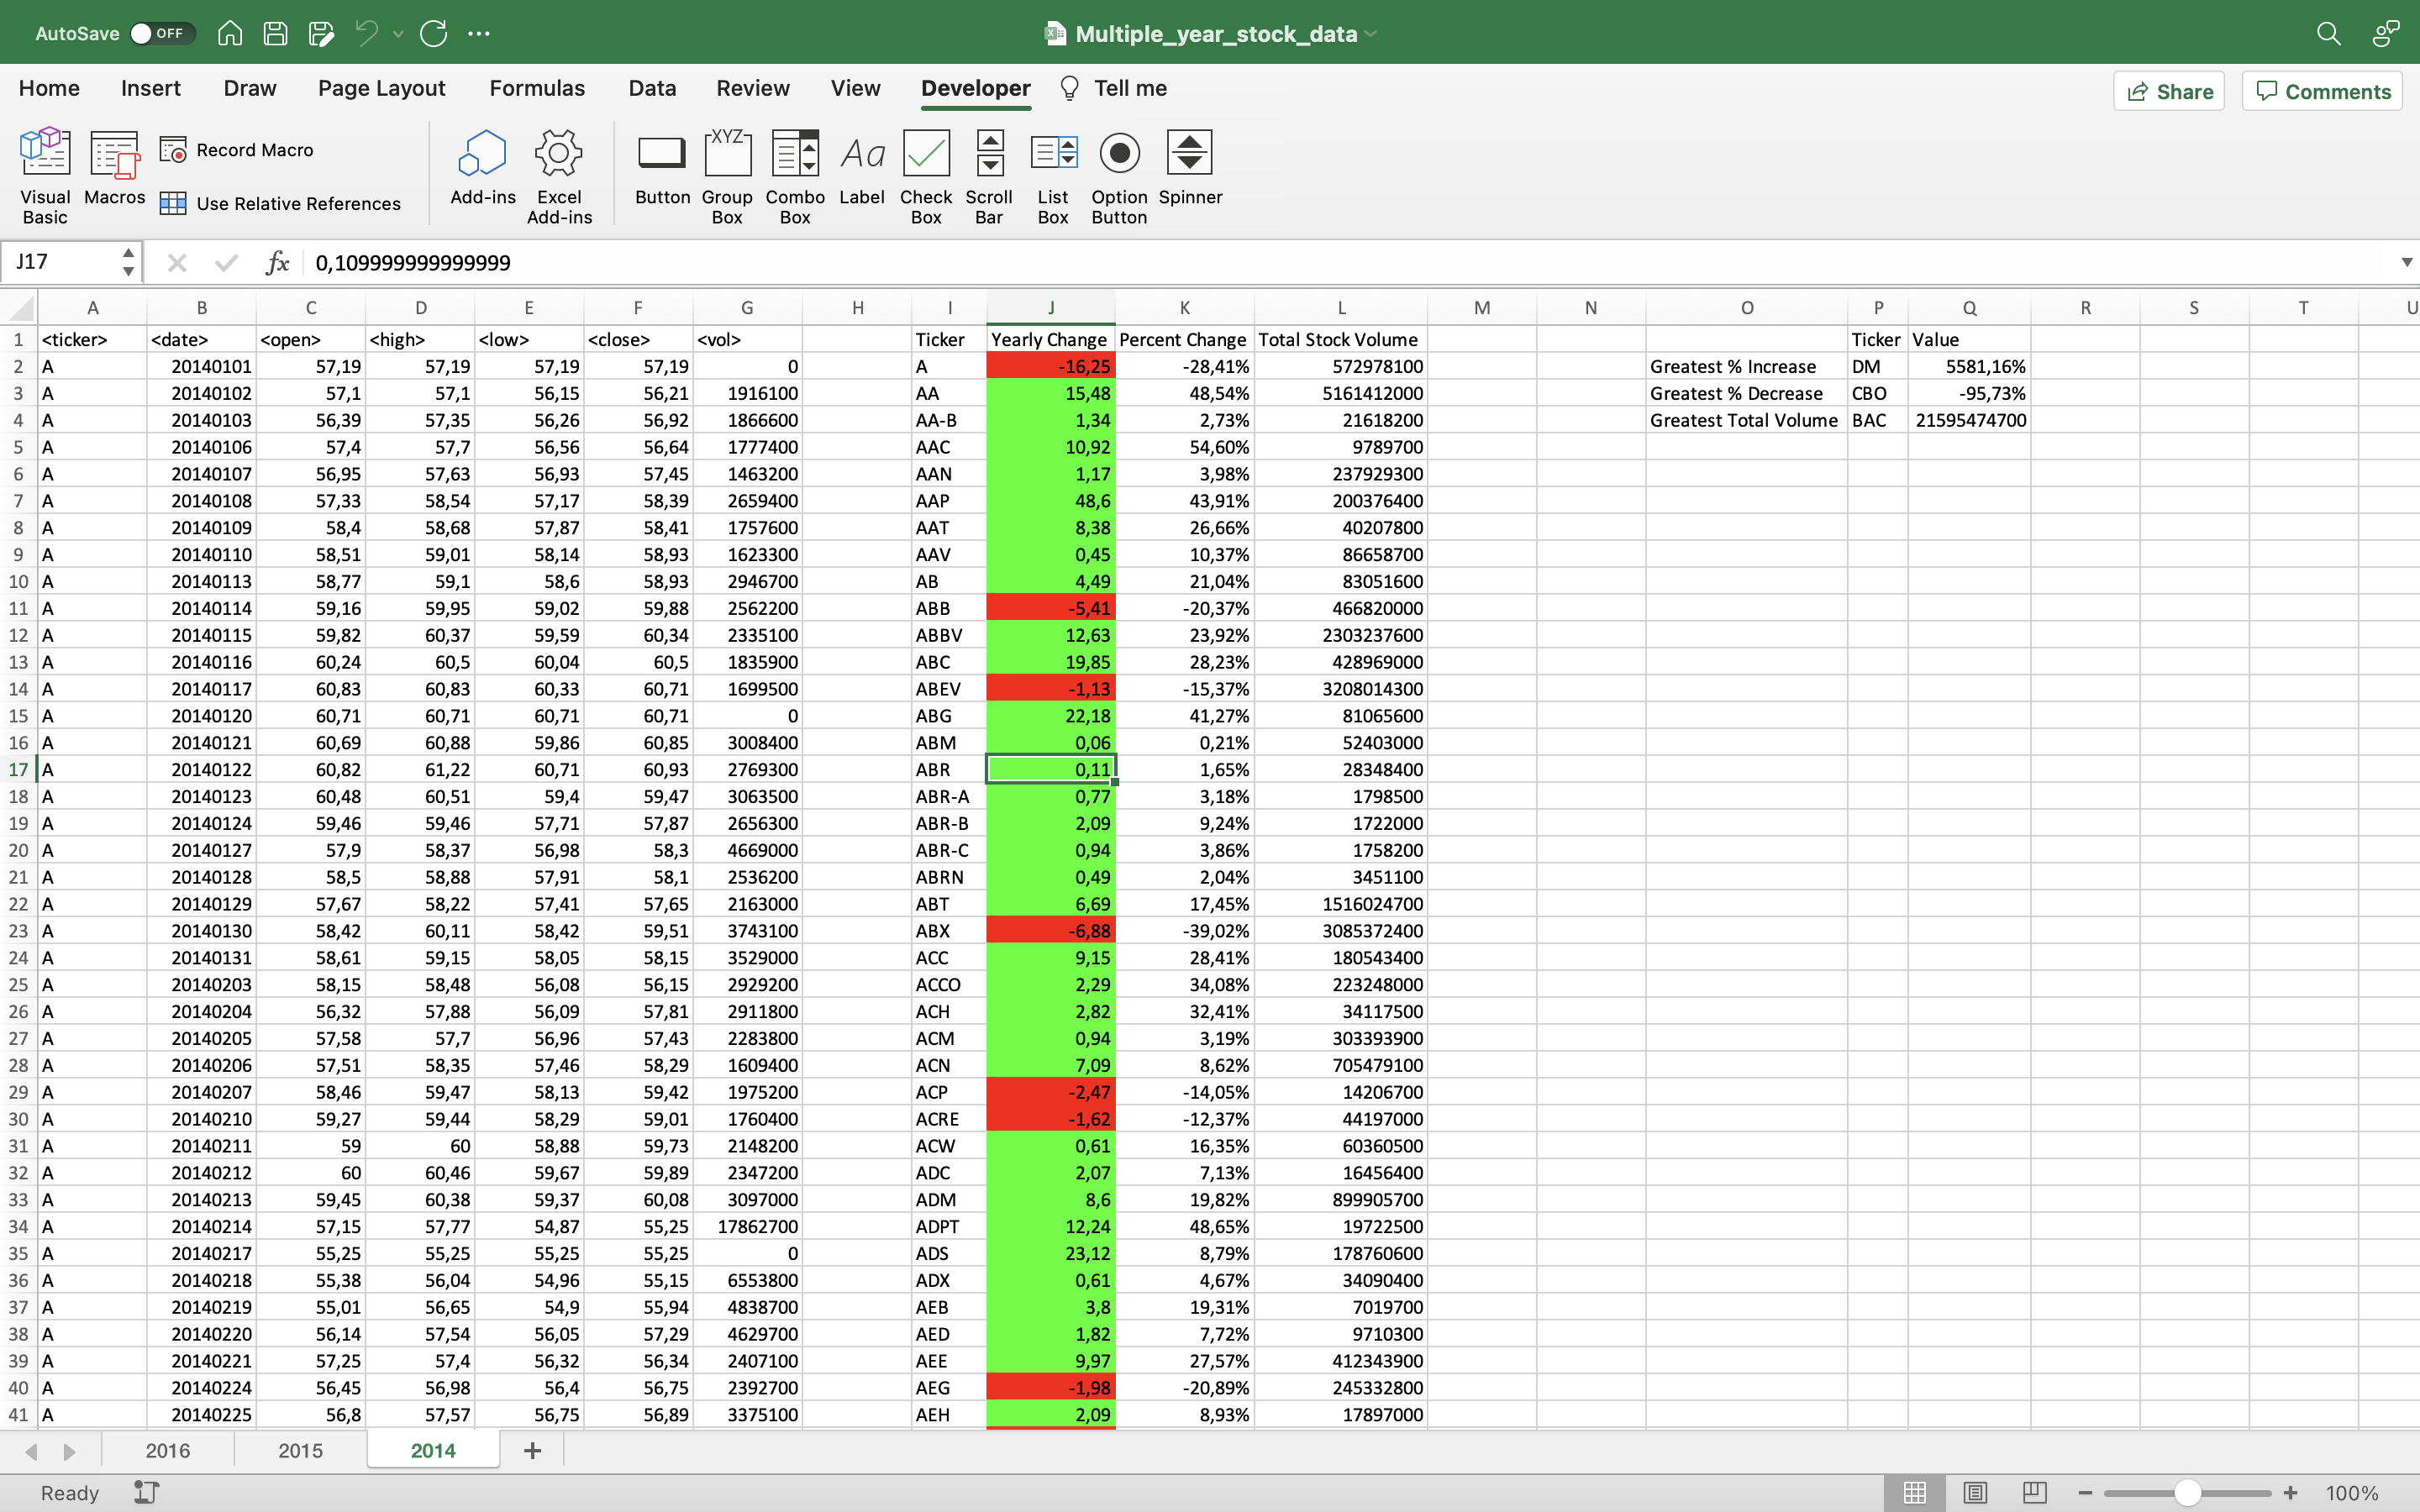 AutoSave OFF Multiple_year_stock_data
Home Insert Draw Page Layout Formulas Data Review View Developer Tell me Share Comments
Visual Basic Macros Record Macro Use Relative References Add-ins Excel Add-ins Button XYZ Group Box Combo Box Aa Label Check Box Scroll Bar List Box Option Button Spinner
J17 fx 0,109999999999999
A B C D E F G H I J K L M N O P Q R S T U
1 <ticker> <date> <open> <high> <low> <close> <vol> Ticker Yearly Change Percent Change Total Stock Volume Ticker Value
2 A 20140101 57,19 57,19 57,19 57,19 0 A -16,25 -28,41% 572978100 Greatest % Increase DM 5581,16%
3 A 20140102 57,1 57,1 56,15 56,21 1916100 AA 15,48 48,54% 5161412000 Greatest % Decrease CBO -95,73%
4 A 20140103 56,39 57,35 56,26 56,92 1866600 AA-B 1,34 2,73% 21618200 Greatest Total Volume BAC 21595474700
5 A 20140106 57,4 57,7 56,56 56,64 1777400 AAC 10,92 54,60% 9789700
6 A 20140107 56,95 57,63 56,93 57,45 1463200 AAN 1,17 3,98% 237929300
7 A 20140108 57,33 58,54 57,17 58,39 2659400 AAP 48,6 43,91% 200376400
8 A 20140109 58,4 58,68 57,87 58,41 1757600 AAT 8,38 26,66% 40207800
9 A 20140110 58,51 59,01 58,14 58,93 1623300 AAV 0,45 10,37% 86658700
10 A 20140113 58,77 59,1 58,6 58,93 2946700 AB 4,49 21,04% 83051600
11 A 20140114 59,16 59,95 59,02 59,88 2562200 ABB -5,41 -20,37% 466820000
12 A 20140115 59,82 60,37 59,59 60,34 2335100 ABBV 12,63 23,92% 2303237600
13 A 20140116 60,24 60,5 60,04 60,5 1835900 ABC 19,85 28,23% 428969000
14 A 20140117 60,83 60,83 60,33 60,71 1699500 ABEV -1,13 -15,37% 3208014300
15 A 20140120 60,71 60,71 60,71 60,71 0 ABG 22,18 41,27% 81065600
16 A 20140121 60,69 60,88 59,86 60,85 3008400 ABM 0,06 0,21% 52403000
17 A 20140122 60,82 61,22 60,71 60,93 2769300 ABR 0,11 1,65% 28348400
18 A 20140123 60,48 60,51 59,4 59,47 3063500 ABR-A 0,77 3,18% 1798500
19 A 20140124 59,46 59,46 57,71 57,87 2656300 ABR-B 2,09 9,24% 1722000
20 A 20140127 57,9 58,37 56,98 58,3 4669000 ABR-C 0,94 3,86% 1758200
21 A 20140128 58,5 58,88 57,91 58,1 2536200 ABRN 0,49 2,04% 3451100
22 A 20140129 57,67 58,22 57,41 57,65 2163000 ABT 6,69 17,45% 1516024700
23 A 20140130 58,42 60,11 58,42 59,51 3743100 ABX -6,88 -39,02% 3085372400
24 A 20140131 58,61 59,15 58,05 58,15 3529000 ACC 9,15 28,41% 180543400
25 A 20140203 58,15 58,48 56,08 56,15 2929200 ACCO 2,29 34,08% 223248000
26 A 20140204 56,32 57,88 56,09 57,81 2911800 ACH 2,82 32,41% 34117500
27 A 20140205 57,58 57,7 56,96 57,43 2283800 ACM 0,94 3,19% 303393900
28 A 20140206 57,51 58,35 57,46 58,29 1609400 ACN 7,09 8,62% 705479100
29 A 20140207 58,46 59,47 58,13 59,42 1975200 ACP -2,47 -14,05% 14206700
30 A 20140210 59,27 59,44 58,29 59,01 1760400 ACRE -1,62 -12,37% 44197000
31 A 20140211 59 60 58,88 59,73 2148200 ACW 0,61 16,35% 60360500
32 A 20140212 60 60,46 59,67 59,89 2347200 ADC 2,07 7,13% 16456400
33 A 20140213 59,45 60,38 59,37 60,08 3097000 ADM 8,6 19,82% 899905700
34 A 20140214 57,15 57,77 54,87 55,25 17862700 ADPT 12,24 48,65% 19722500
35 A 20140217 55,25 55,25 55,25 55,25 0 ADS 23,12 8,79% 178760600
36 A 20140218 55,38 56,04 54,96 55,15 6553800 ADX 0,61 4,67% 34090400
37 A 20140219 55,01 56,65 54,9 55,94 4838700 AEB 3,8 19,31% 7019700
38 A 20140220 56,14 57,54 56,05 57,29 4629700 AED 1,82 7,72% 9710300
39 A 20140221 57,25 57,4 56,32 56,34 2407100 AEE 9,97 27,57% 412343900
40 A 20140224 56,45 56,98 56,4 56,75 2392700 AEG -1,98 -20,89% 245332800
41 A 20140225 56,8 57,57 56,75 56,89 3375100 AEH 2,09 8,93% 17897000
2016 2015 2014
Ready 100%